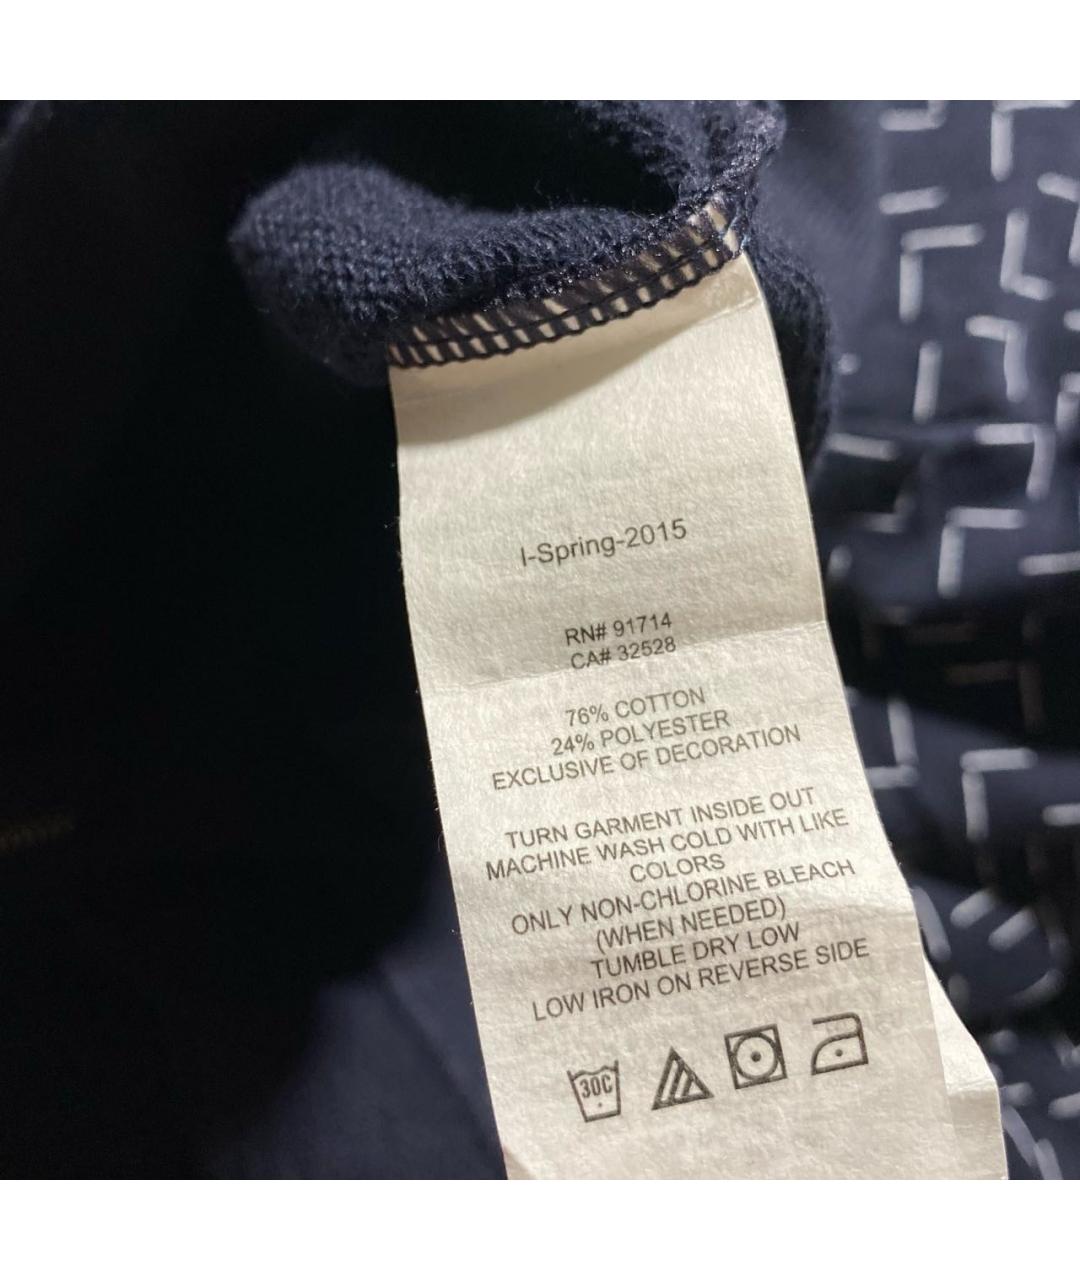 I-Spring-2015
RN# 91714
CA# 32528
76% COTTON
24% POLYESTER
EXCLUSIVE OF DECORATION
TURN GARMENT INSIDE OUT
MACHINE WASH COLD WITH LIKE
COLORS
ONLY NON-CHLORINE BLEACH
(WHEN NEEDED)
TUMBLE DRY LOW
LOW IRON ON REVERSE SIDE
30C